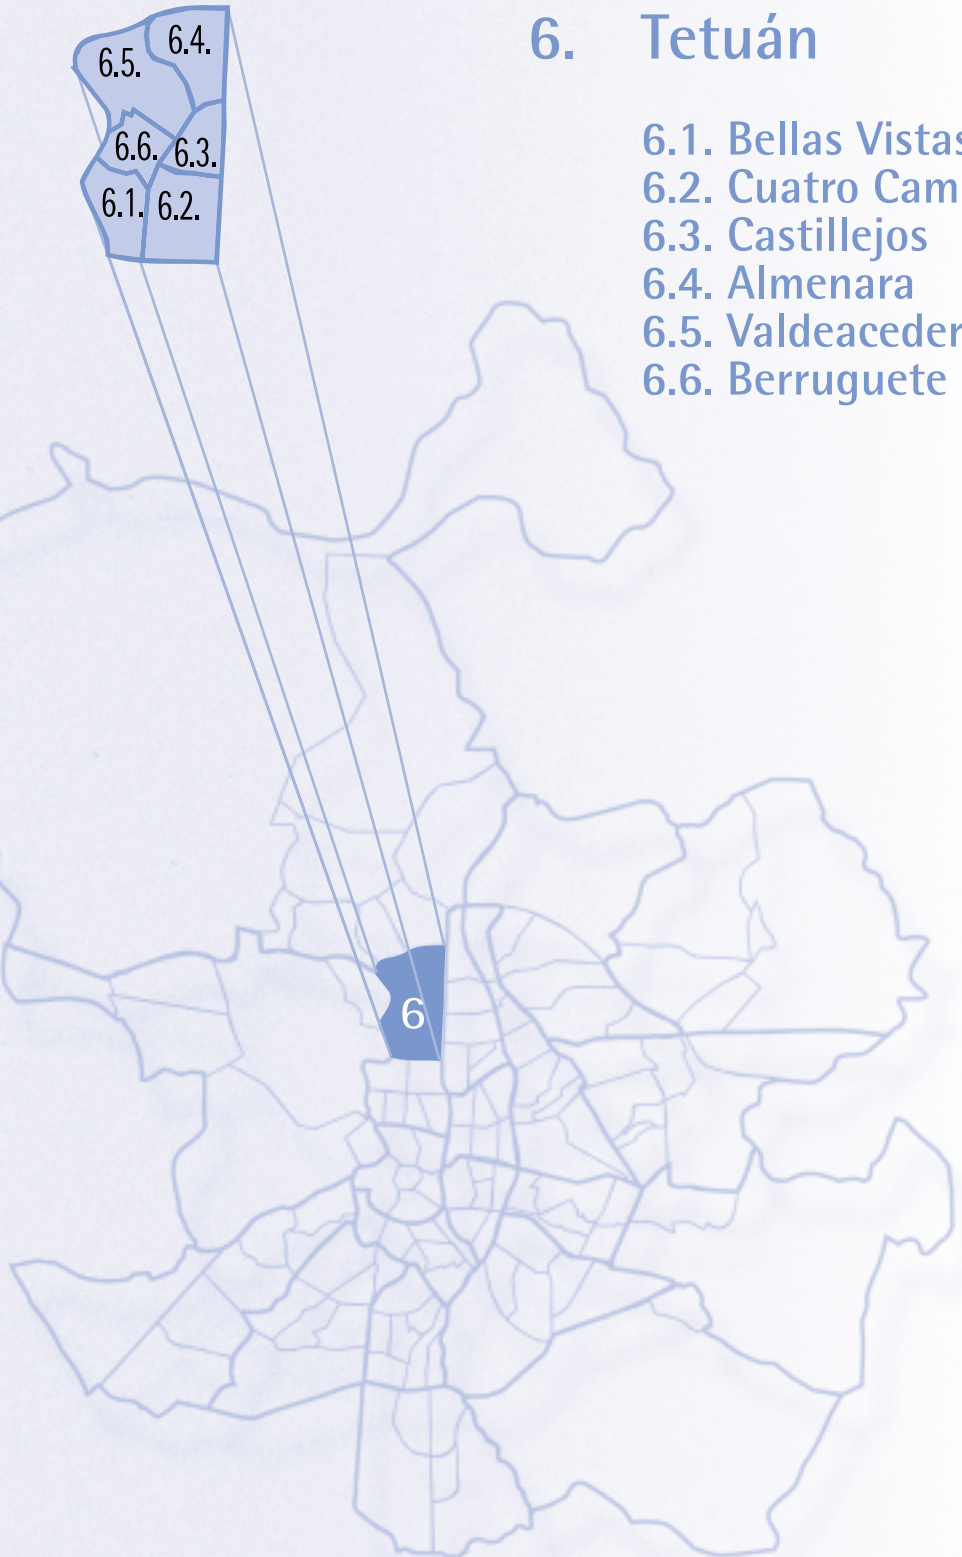 6. Tetuán
6.1. Bellas Vistas
6.2. Cuatro Cam
6.3. Castillejos
6.4. Almenara
6.5. Valdeaceder
6.6. Berruguete
6.4.
6.5.
6.6.
6.3.
6.1.
6.2.
6